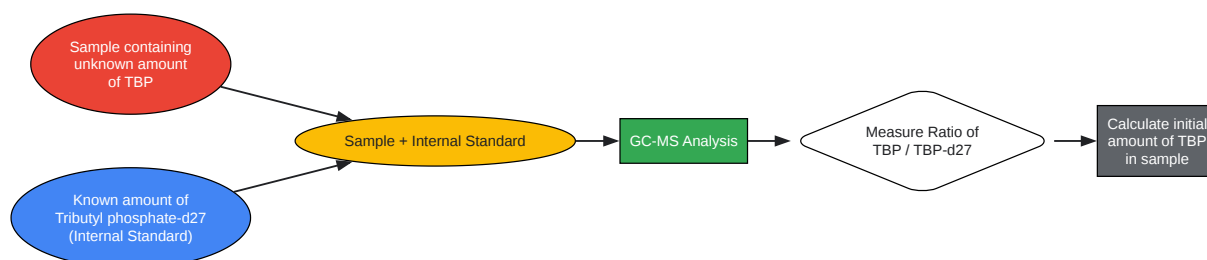 Sample containing
unknown amount
of TBP
Known amount of
Tributyl phosphate-d27
(Internal Standard)
Sample + Internal Standard
GC-MS Analysis
Measure Ratio of
TBP / TBP-d27
Calculate initial
amount of TBP
in sample